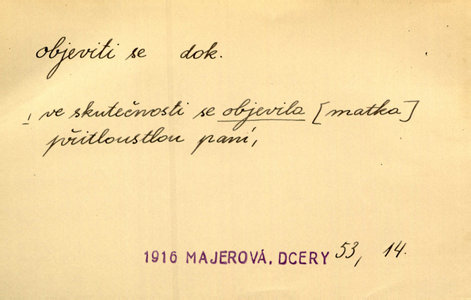 objeviti se dok.
ve skutečnosti se objevila [matka]
přitloustlou paní,
1916 MAJEROVÁ, DCERY 53, 14.